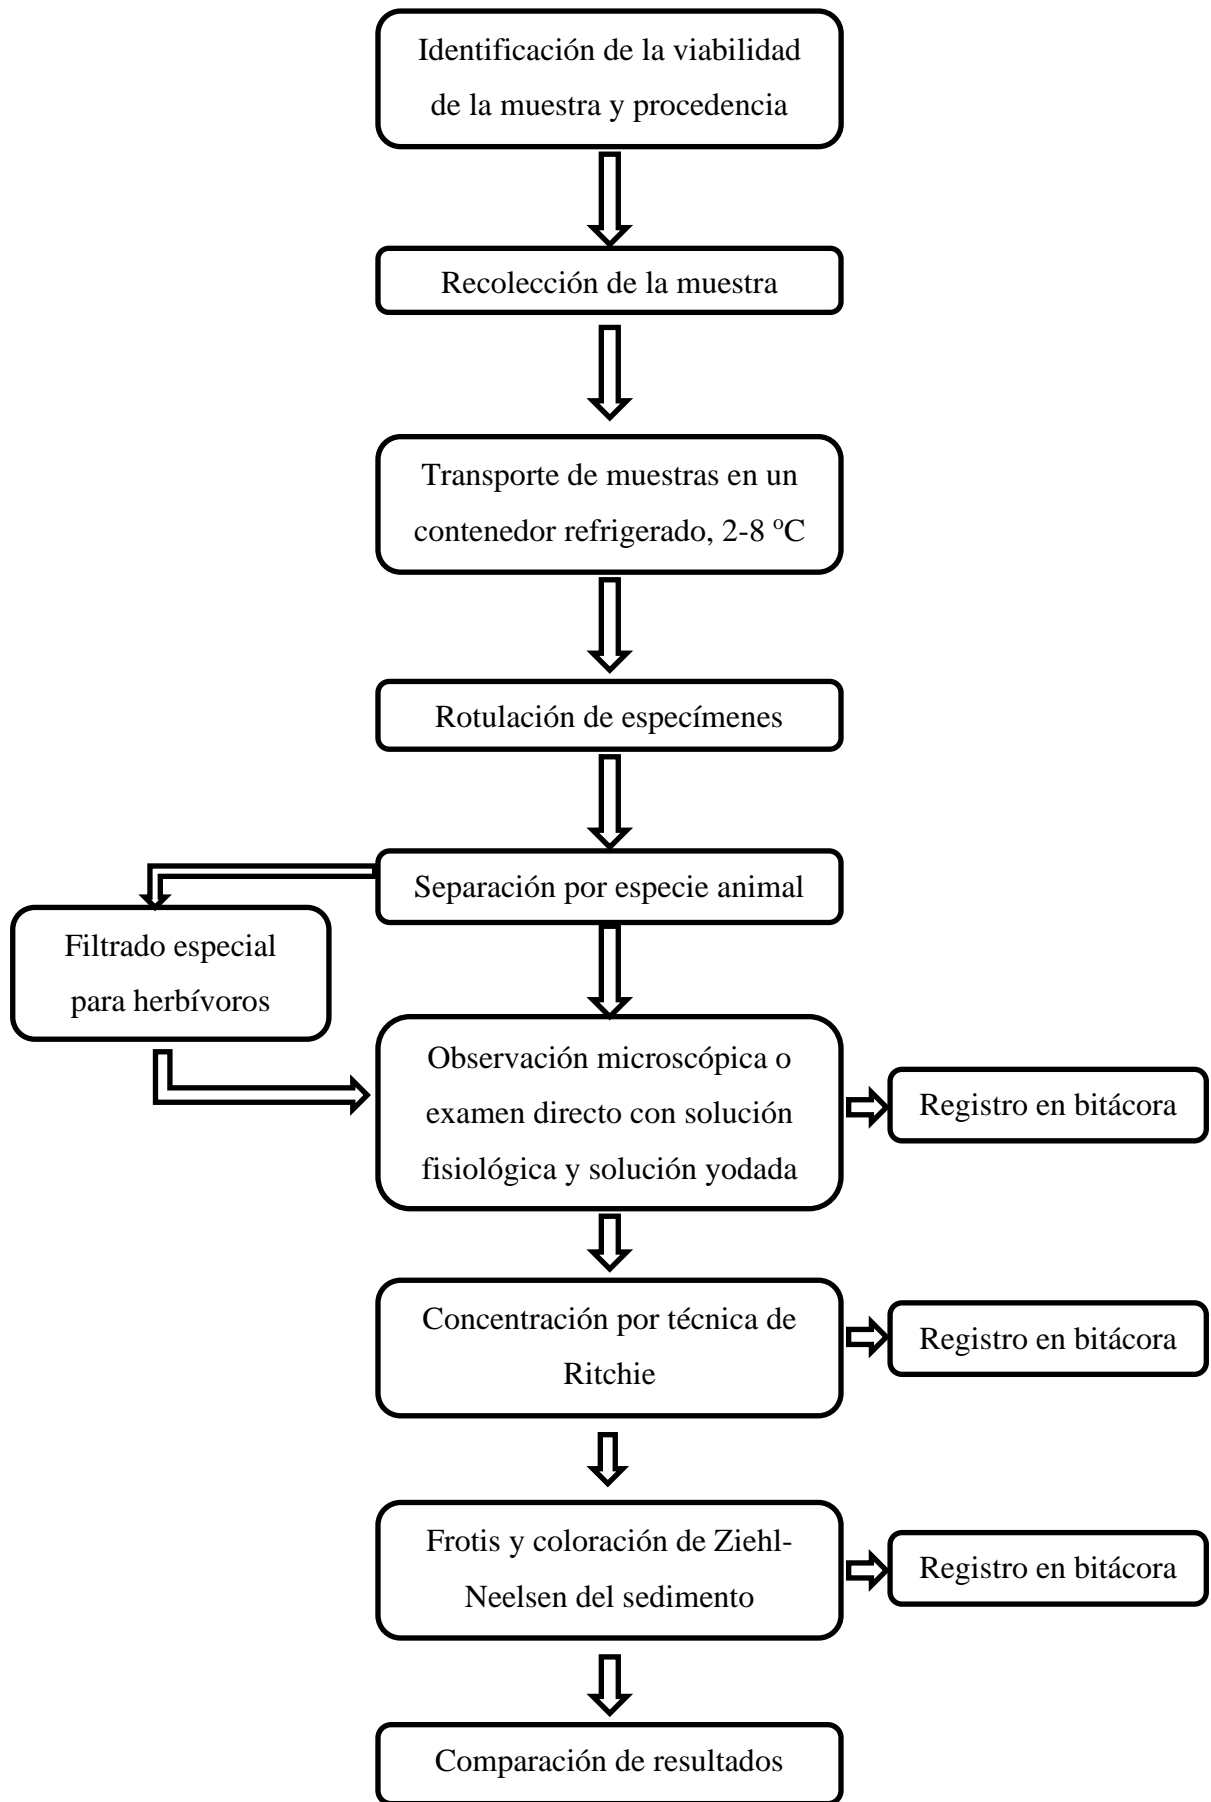 Identificación de la viabilidad
de la muestra y procedencia
Recolección de la muestra
Transporte de muestras en un
contenedor refrigerado, 2-8 ºC
Rotulación de especímenes
Separación por especie animal
Filtrado especial
para herbívoros
Observación microscópica o
examen directo con solución
fisiológica y solución yodada
Registro en bitácora
Concentración por técnica de
Ritchie
Registro en bitácora
Frotis y coloración de Ziehl-
Neelsen del sedimento
Registro en bitácora
Comparación de resultados